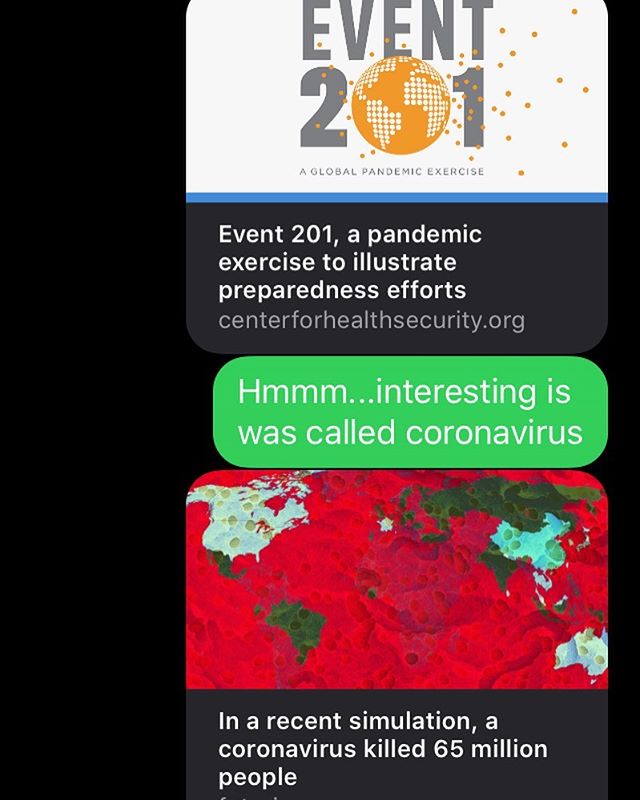 EVENT
201
A GLOBAL PANDEMIC EXERCISE
Event 201, a pandemic
exercise to illustrate
preparedness efforts
centerforhealthsecurity.org
Hmmm...interesting is
was called coronavirus
In a recent simulation, a
coronavirus killed 65 million
people